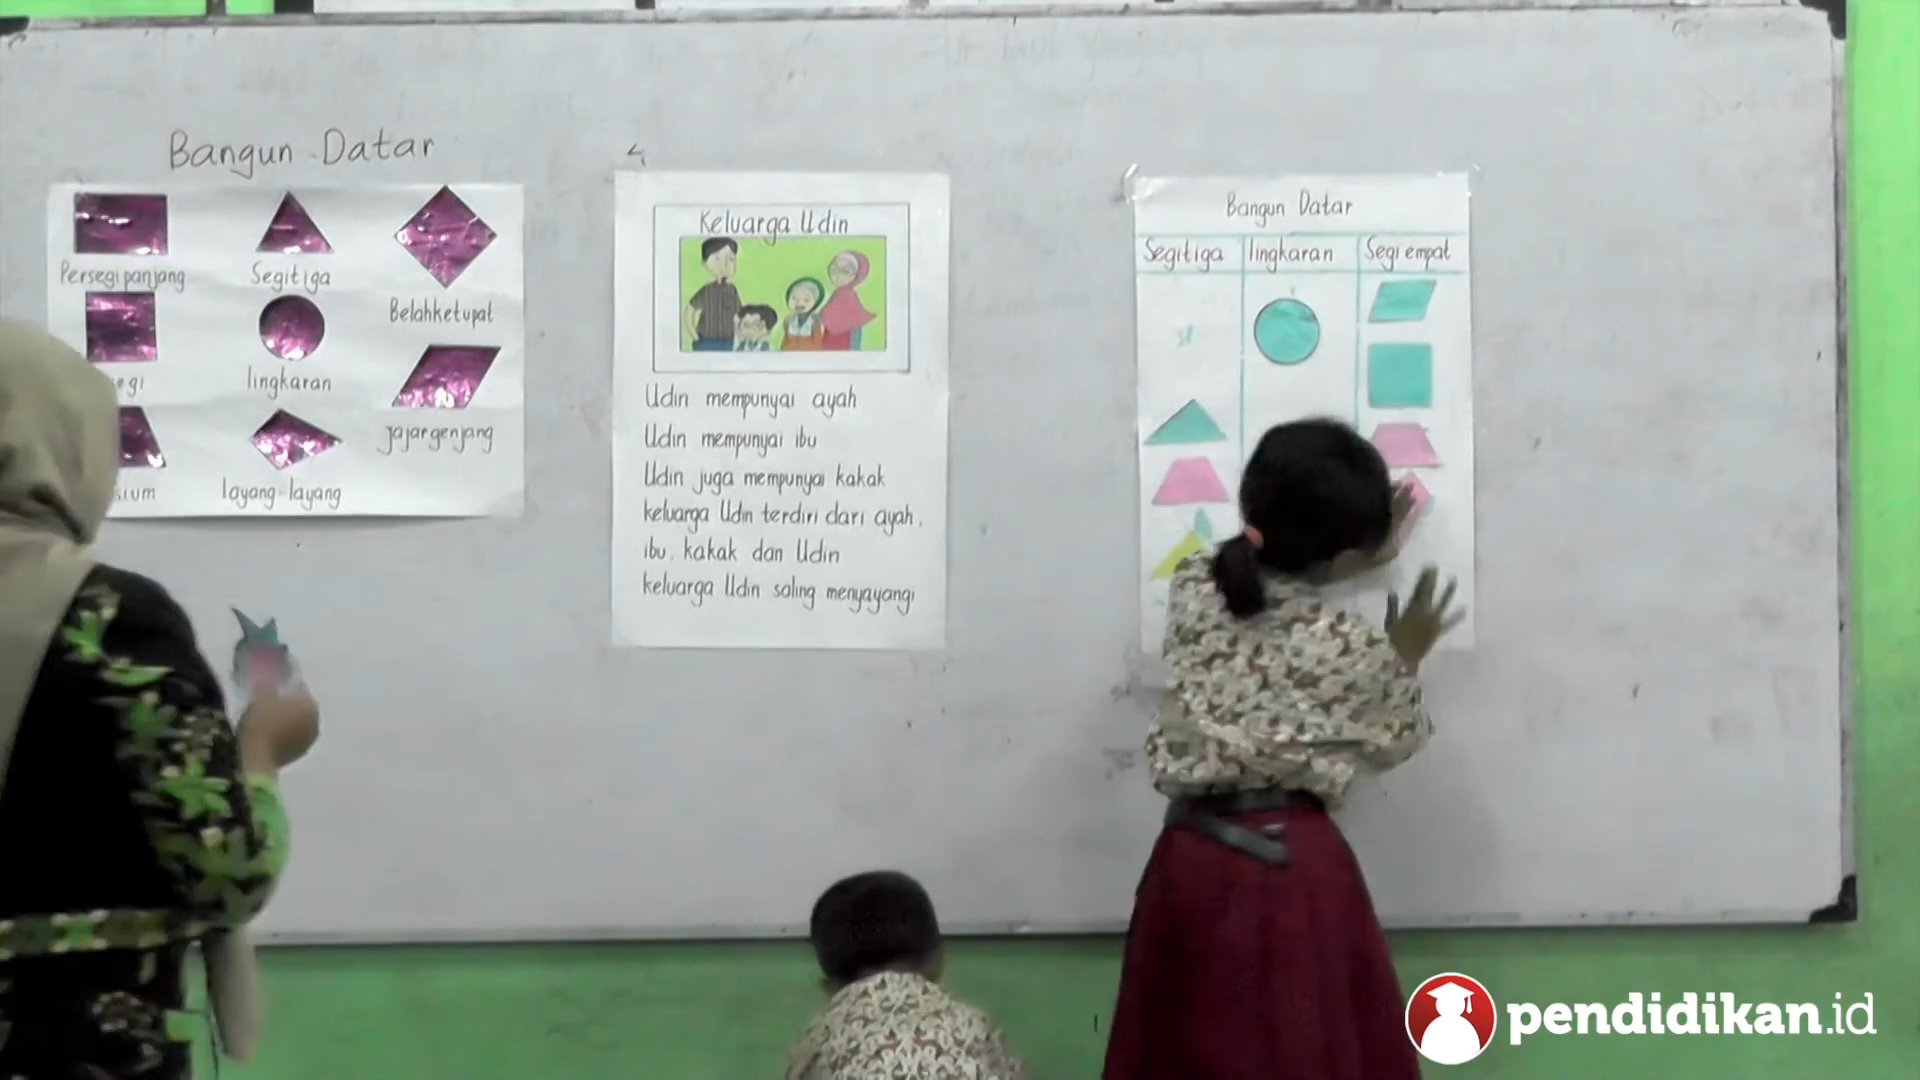 Bangun Datar
Persegi panjang
Segitiga
Belahketupat
egi
lingkaran
jajargenjang
sium
layang-layang
Keluarga Udin
Udin mempunyai ayah
Udin mempunyai ibu
Udin juga mempunyai kakak
keluarga Udin terdiri dari ayah,
ibu, kakak dan Udin
keluarga Udin saling menyayangi
Bangun Datar
Segitiga lingkaran Segi empat
pendidikan.id